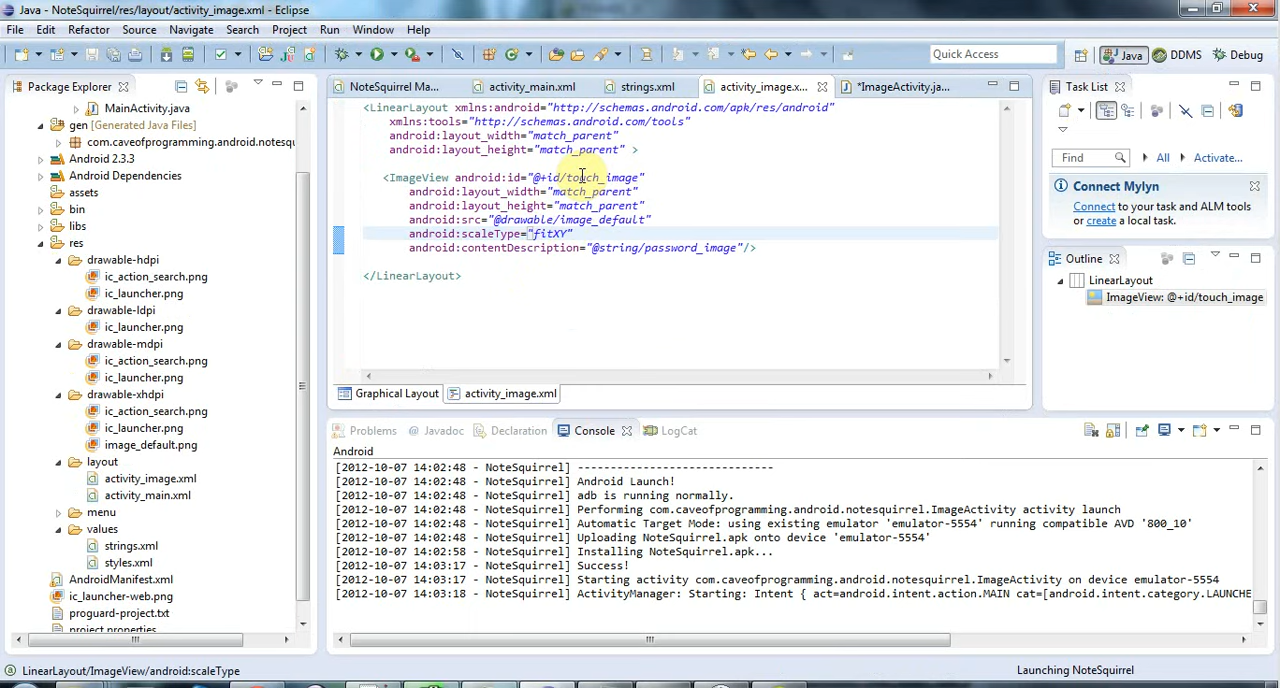 Java - NoteSquirrel/res/layout/activity_image.xml - Eclipse
File Edit Refactor Source Navigate Search Project Run Window Help
Quick Access
Java DDMS Debug
Package Explorer
MainActivity.java
gen [Generated Java Files]
com.caveofprogramming.android.notesqu
Android 2.3.3
Android Dependencies
assets
bin
libs
res
drawable-hdpi
ic_action_search.png
ic_launcher.png
drawable-ldpi
ic_launcher.png
drawable-mdpi
ic_action_search.png
ic_launcher.png
drawable-xhdpi
ic_action_search.png
ic_launcher.png
image_default.png
layout
activity_image.xml
activity_main.xml
menu
values
strings.xml
styles.xml
AndroidManifest.xml
ic_launcher-web.png
proguard-project.txt
project.properties
NoteSquirrel Ma... activity_main.xml strings.xml activity_image.x... *ImageActivity.ja...
<LinearLayout xmlns:android="http://schemas.android.com/apk/res/android"
xmlns:tools="http://schemas.android.com/tools"
android:layout_width="match_parent"
android:layout_height="match_parent" >
<ImageView android:id="@+id/touch_image"
android:layout_width="match_parent"
android:layout_height="match_parent"
android:src="@drawable/image_default"
android:scaleType="fitXY"
android:contentDescription="@string/password_image"/>
</LinearLayout>
Graphical Layout activity_image.xml
Problems Javadoc Declaration Console LogCat
Android
[2012-10-07 14:02:48 - NoteSquirrel] ------------------------------
[2012-10-07 14:02:48 - NoteSquirrel] Android Launch!
[2012-10-07 14:02:48 - NoteSquirrel] adb is running normally.
[2012-10-07 14:02:48 - NoteSquirrel] Performing com.caveofprogramming.android.notesquirrel.ImageActivity activity launch
[2012-10-07 14:02:48 - NoteSquirrel] Automatic Target Mode: using existing emulator 'emulator-5554' running compatible AVD '800_10'
[2012-10-07 14:02:48 - NoteSquirrel] Uploading NoteSquirrel.apk onto device 'emulator-5554'
[2012-10-07 14:02:58 - NoteSquirrel] Installing NoteSquirrel.apk...
[2012-10-07 14:03:17 - NoteSquirrel] Success!
[2012-10-07 14:03:17 - NoteSquirrel] Starting activity com.caveofprogramming.android.notesquirrel.ImageActivity on device emulator-5554
[2012-10-07 14:03:18 - NoteSquirrel] ActivityManager: Starting: Intent { act=android.intent.action.MAIN cat=[android.intent.category.LAUNCHE
Task List
Find All Activate...
Connect Mylyn
Connect to your task and ALM tools or create a local task.
Outline
LinearLayout
ImageView: @+id/touch_image
LinearLayout/ImageView/android:scaleType
Launching NoteSquirrel